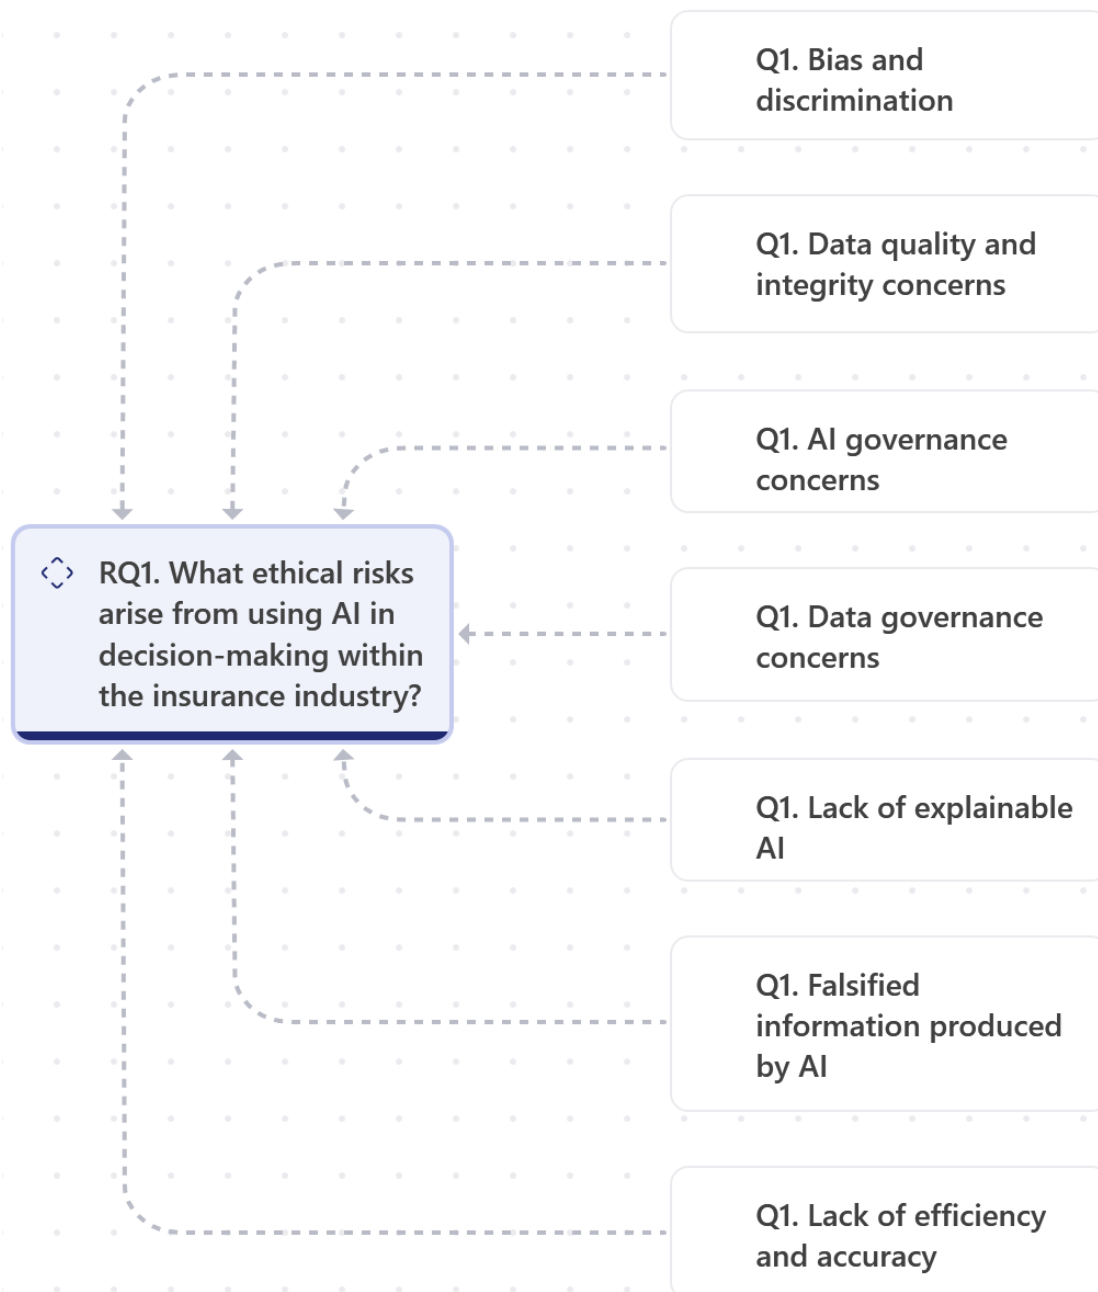 Q1. Bias and
discrimination
Q1. Data quality and
integrity concerns
Q1. AI governance
concerns
RQ1. What ethical risks
arise from using AI in
decision-making within
the insurance industry?
Q1. Data governance
concerns
Q1. Lack of explainable
AI
Q1. Falsified
information produced
by AI
Q1. Lack of efficiency
and accuracy